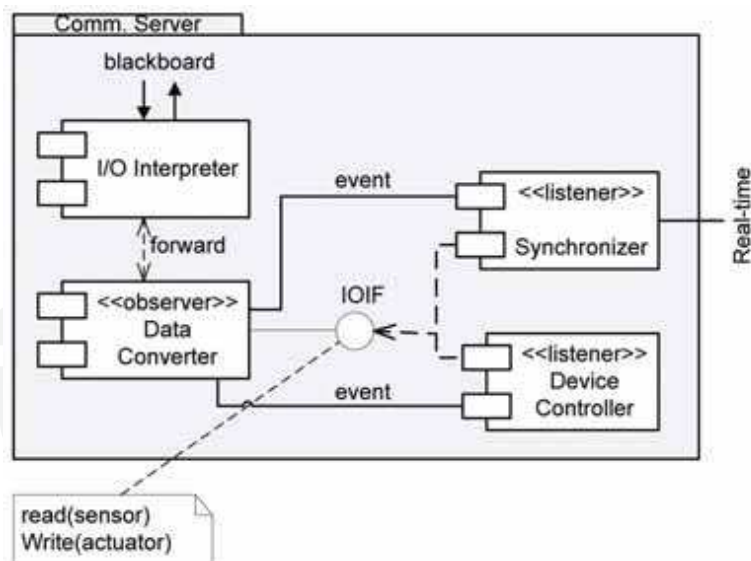 Comm. Server
blackboard
I/O Interpreter
forward
<<observer>>
Data
Converter
event
IOIF
event
<<listener>>
Synchronizer
<<listener>>
Device
Controller
Real-time
read(sensor)
Write(actuator)